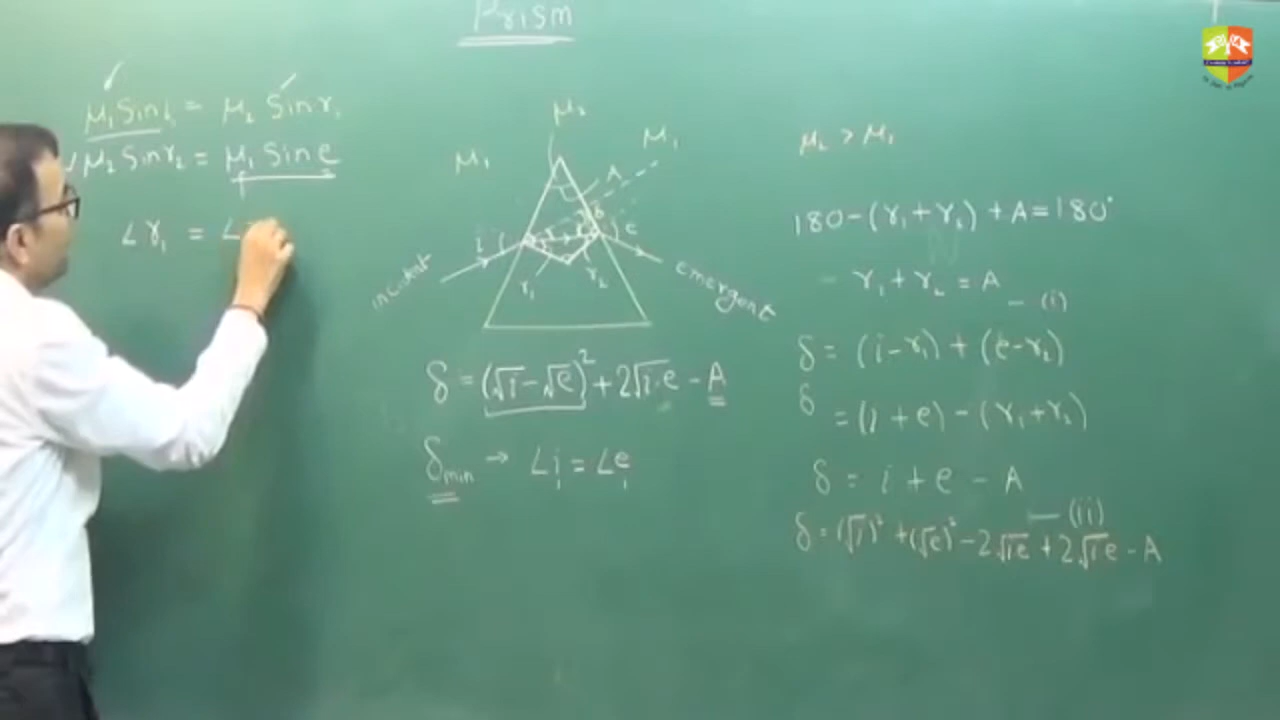 Prism
μ₁ Sin i = μ₂ Sin r₁
μ₂ Sin r₂ = μ₁ Sin e
∠r₁ = ∠
μ₂
μ₁
μ₁
A
i
e
r₁
r₂
incident
emergent
δ = (√i - √e)² + 2√i·e - A
δmin → ∠i = ∠e
μ₂ > μ₁
180 - (r₁ + r₂) + A = 180°
r₁ + r₂ = A
— (i)
δ = (i - r₁) + (e - r₂)
δ = (i + e) - (r₁ + r₂)
δ = i + e - A
— (ii)
δ = (√i)² + (√e)² - 2√ie + 2√ie - A